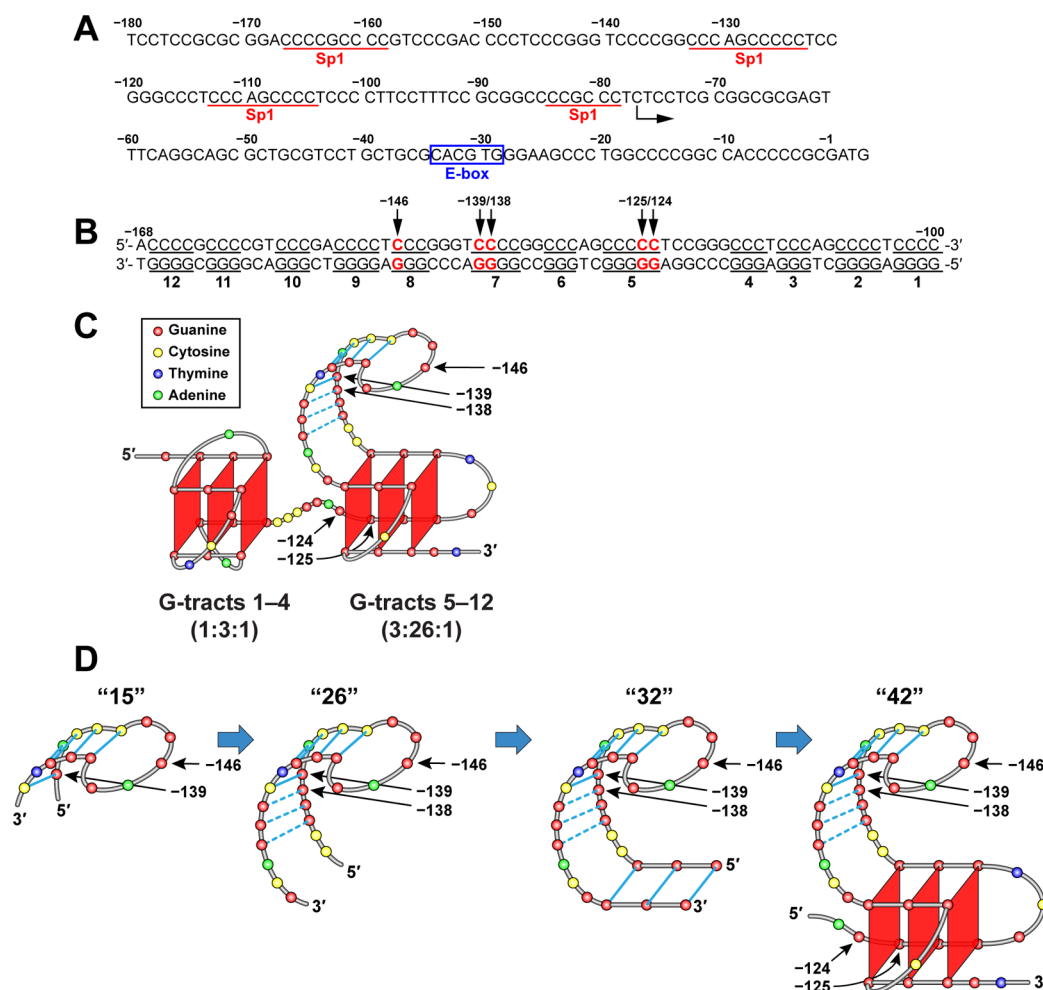 A
−180 −170 −160 −150 −140 −130
TCCTCCGCGC GGACCCCGCC CCGTCCCGAC CCCTCCCGGG TCCCCGGCCC AGCCCCCTCC
Sp1 Sp1
−120 −110 −100 −90 −80 −70
GGGCCCTCCC AGCCCCTCCC CTTCCTTTCC GCGGCCCCGC CCTCTCCTCG CGGCGCGAGT
Sp1 Sp1
−60 −50 −40 −30 −20 −10 −1
TTCAGGCAGC GCTGCGTCCT GCTGCGCACG TGGGAAGCCC TGGCCCCGGC CACCCCCGCGATG
E-box
B
−146 −139/138 −125/124
−168 −100
5′- ACCCCGCCCCGTCCCGACCCCTCCCGGGTCCCCGGCCCAGCCCCCTCCGGGCCCTCCCAGCCCCTCCCC -3′
3′- TGGGGCGGGGCAGGGCTGGGGAGGGCCCAGGGGCCGGGTCGGGGGAGGCCCGGGAGGGTCGGGGAGGGG -5′
12 11 10 9 8 7 6 5 4 3 2 1
C
Guanine
Cytosine
Thymine
Adenine
−146
−139
−138
5′
−124
−125
3′
G-tracts 1–4 G-tracts 5–12
(1:3:1) (3:26:1)
D
“15” “26” “32” “42”
−146
−139
3′ 5′
−146
−139
−138
5′
3′
−146
−139
−138
5′
3′
−146
−139
−138
5′
−124
−125
3′